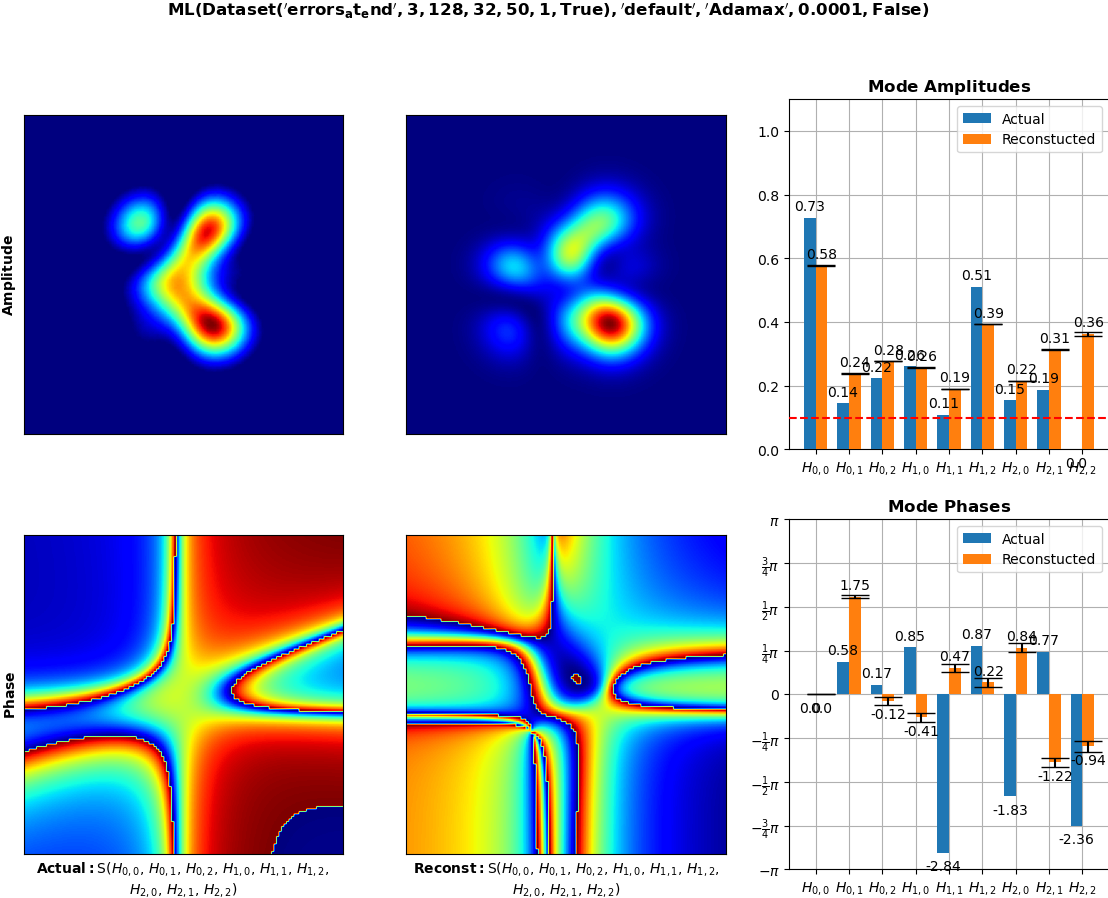 ML(Dataset('errors_at_end', 3, 128, 32, 50, 1, True), 'default', 'Adamax', 0.0001, False)
Amplitude
Mode Amplitudes
Actual
Reconstucted
1.0
0.8
0.6
0.4
0.2
0.0
0.73
0.58
0.14
0.24
0.22
0.28
0.26
0.26
0.11
0.19
0.51
0.39
0.15
0.22
0.19
0.31
0.0
0.36
H0,0 H0,1 H0,2 H1,0 H1,1 H1,2 H2,0 H2,1 H2,2
Phase
Actual: S(H0,0, H0,1, H0,2, H1,0, H1,1, H1,2,
H2,0, H2,1, H2,2)
Reconst: S(H0,0, H0,1, H0,2, H1,0, H1,1, H1,2,
H2,0, H2,1, H2,2)
Mode Phases
Actual
Reconstucted
π
3/4π
1/2π
1/4π
0
−1/4π
−1/2π
−3/4π
−π
0.0
0.0
0.58
1.75
0.17
-0.12
0.85
-0.41
-2.84
0.47
0.87
0.22
-1.83
0.84
0.77
-1.22
-2.36
-0.94
H0,0 H0,1 H0,2 H1,0 H1,1 H1,2 H2,0 H2,1 H2,2